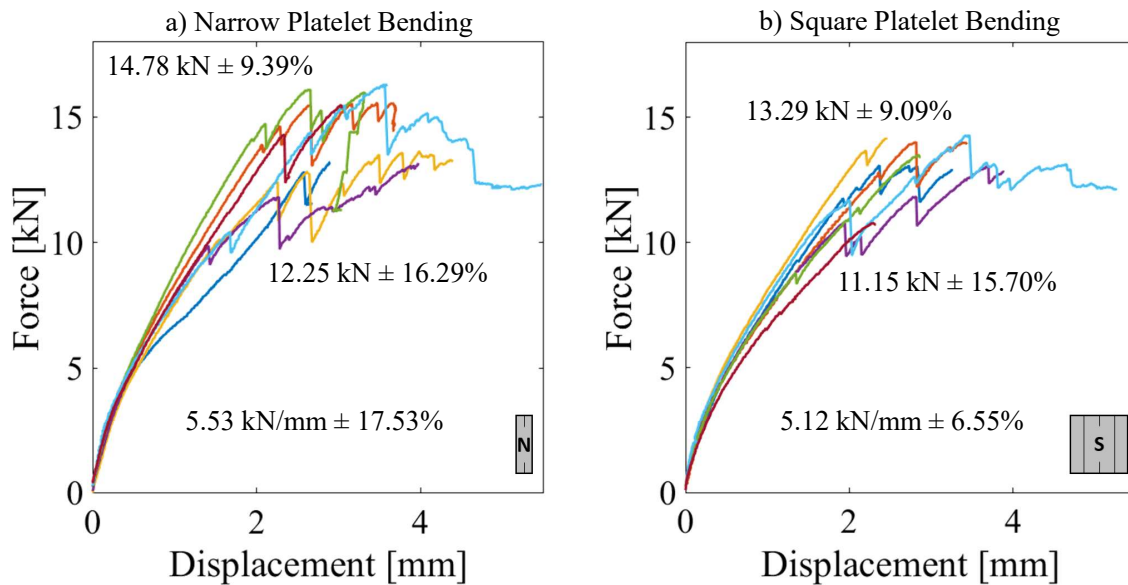 a) Narrow Platelet Bending
14.78 kN ± 9.39%
12.25 kN ± 16.29%
5.53 kN/mm ± 17.53%
N
15
10
5
0
0
2
4
Force [kN]
Displacement [mm]
b) Square Platelet Bending
13.29 kN ± 9.09%
11.15 kN ± 15.70%
5.12 kN/mm ± 6.55%
S
15
10
5
0
0
2
4
Force [kN]
Displacement [mm]